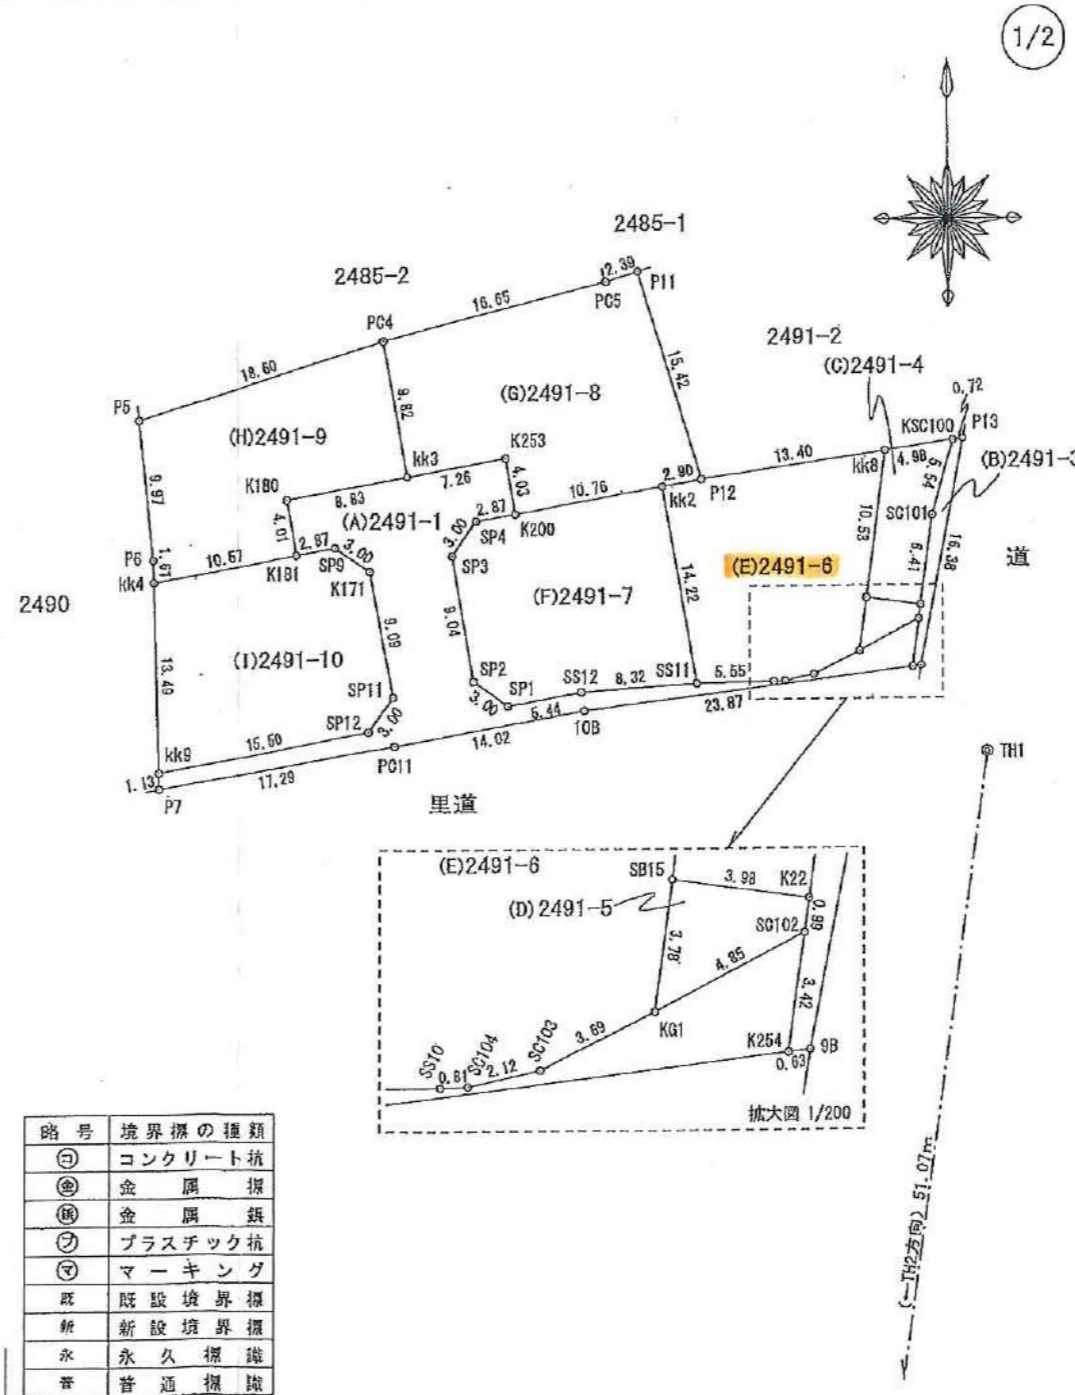 1/2
2485-1
2.39
P11
2485-2
16.65
PC5
PC4
2491-2
(C)2491-4
0.72
18.60
15.42
(G)2491-8
KSC100
P13
P5
9.82
(H)2491-9
K253
kk3
13.40
kk8
4.98
5.54
(B)2491-3
K180
8.83
7.26
4.03
2.90
P12
9.97
4.01
(A)2491-1
2.87
10.76
kk2
SC101
2.87
3.00
SP4
K200
3.00
SP3
10.53
6.41
16.38
道
P6
1.61
10.67
K181
SP9
K171
(E)2491-6
kk4
2490
14.22
(F)2491-7
9.09
9.04
13.49
(I)2491-10
SP2
SS12
8.32
SS11
5.55
SP11
SP1
3.00
3.00
SP12
5.44
10B
23.87
kk9
15.50
14.02
PC11
TH1
1.13
17.29
P7
里道
(E)2491-6
SB15
3.98
K22
(D)2491-5
0.99
SC102
3.78
4.85
3.42
KG1
SC103
3.69
K254
9B
SS10
SC104
0.81
2.12
0.63
拡大図 1/200
(←TH2方向) 51.07m
略 号 境界標の種類
コ コンクリート杭
金 金 属 標
鋲 金 属 鋲
プ プラスチック杭
マ マーキング
既 既設境界標
新 新設境界標
永 永久標識
普 普通標識